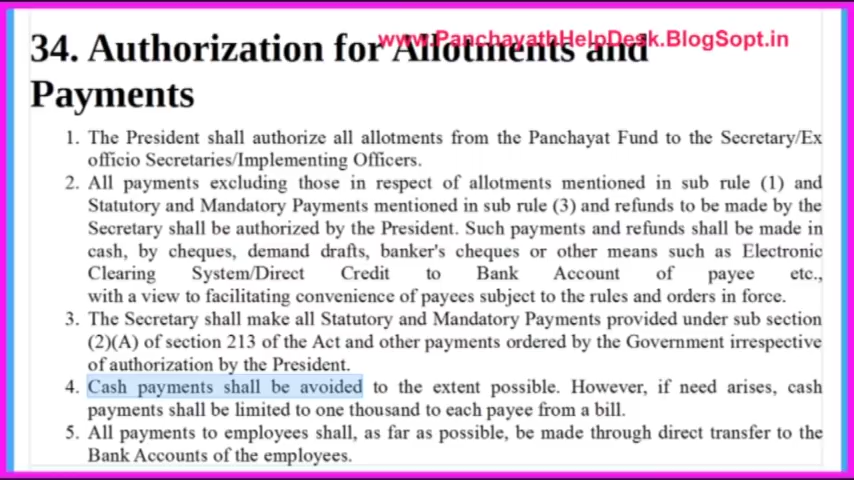 www.PanchayathHelpDesk.BlogSopt.in
34. Authorization for Allotments and
Payments
1. The President shall authorize all allotments from the Panchayat Fund to the Secretary/Ex
officio Secretaries/Implementing Officers.
2. All payments excluding those in respect of allotments mentioned in sub rule (1) and
Statutory and Mandatory Payments mentioned in sub rule (3) and refunds to be made by the
Secretary shall be authorized by the President. Such payments and refunds shall be made in
cash, by cheques, demand drafts, banker's cheques or other means such as Electronic
Clearing System/Direct Credit to Bank Account of payee etc.,
with a view to facilitating convenience of payees subject to the rules and orders in force.
3. The Secretary shall make all Statutory and Mandatory Payments provided under sub section
(2)(A) of section 213 of the Act and other payments ordered by the Government irrespective
of authorization by the President.
4. Cash payments shall be avoided to the extent possible. However, if need arises, cash
payments shall be limited to one thousand to each payee from a bill.
5. All payments to employees shall, as far as possible, be made through direct transfer to the
Bank Accounts of the employees.